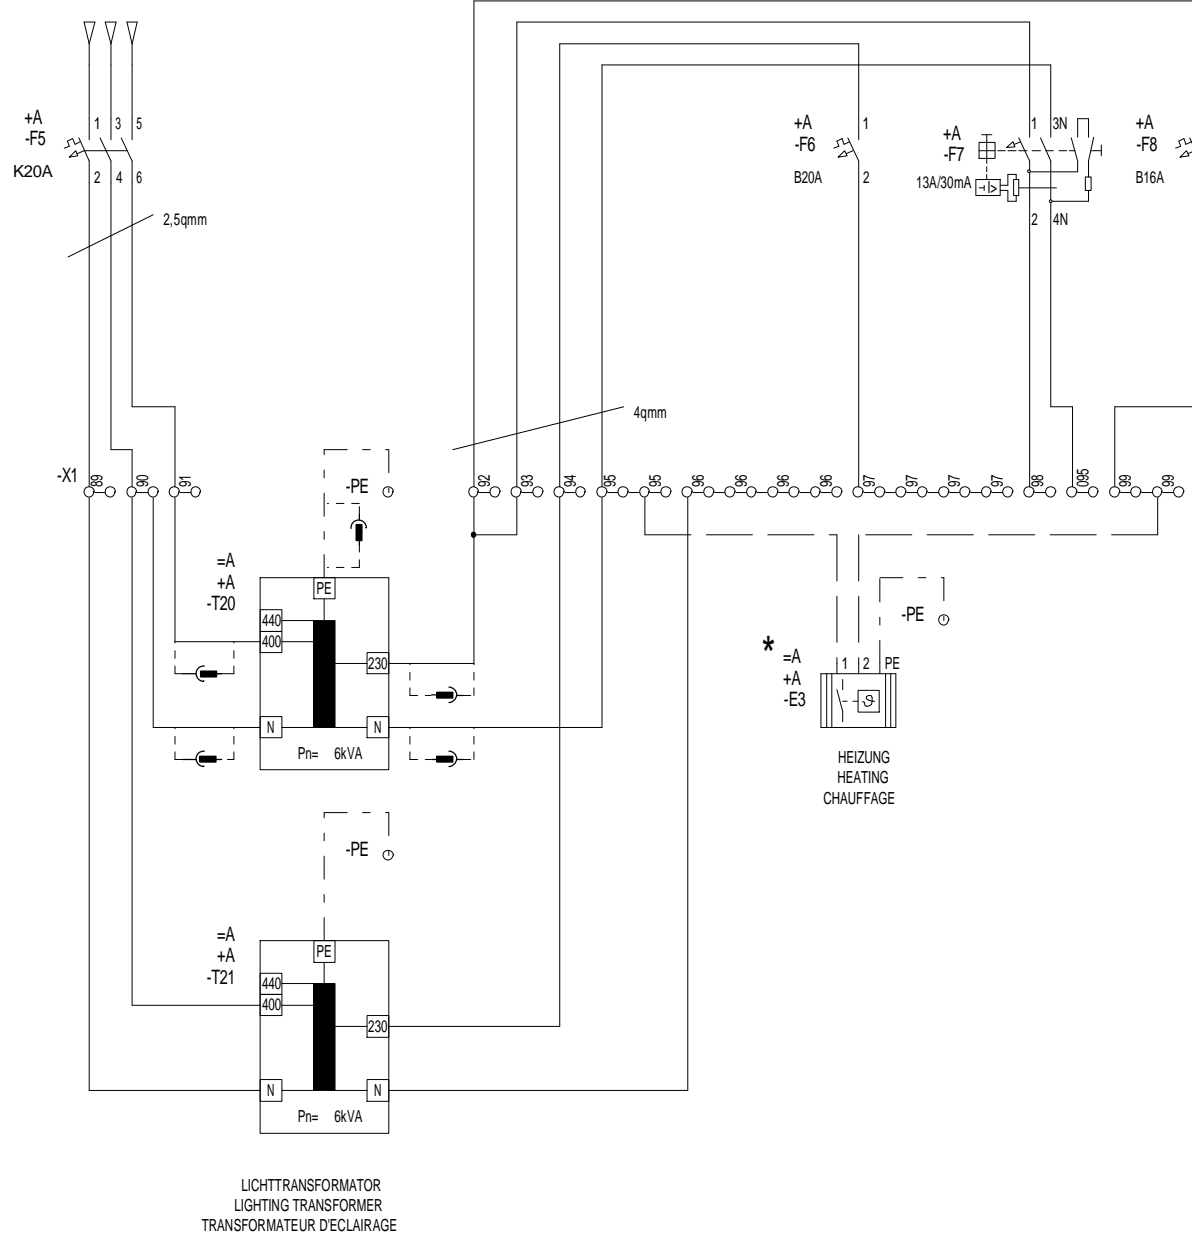 +A
-F5
K20A
1
3
5
2
4
6
2,5qmm
+A
-F6
B20A
1
2
+A
-F7
13A/30mA
1
3N
2
4N
+A
-F8
B16A
4qmm
-X1
89
90
91
-PE
92
93
94
95
95
96
96
96
96
97
97
97
97
98
095
99
99
=A
+A
-T20
PE
440
400
230
N
N
Pn= 6kVA
-PE
*
=A
+A
-E3
1
2
PE
ϑ
HEIZUNG
HEATING
CHAUFFAGE
-PE
=A
+A
-T21
PE
440
400
230
N
N
Pn= 6kVA
LICHTTRANSFORMATOR
LIGHTING TRANSFORMER
TRANSFORMATEUR D'ECLAIRAGE